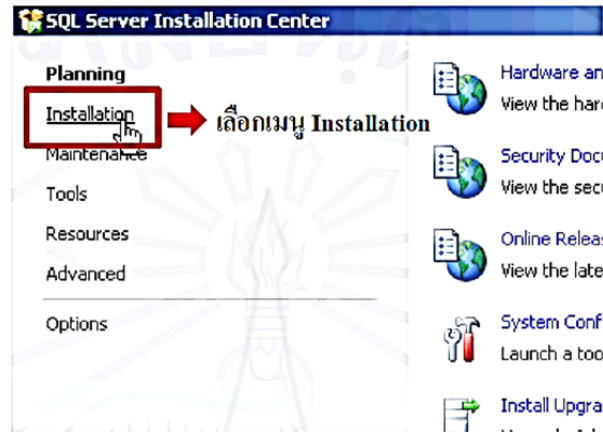 SQL Server Installation Center
Planning
Installation
เลือกเมนู Installation
Maintenance
Tools
Resources
Advanced
Options
Hardware an
View the har
Security Docu
View the secu
Online Releas
View the late
System Conf
Launch a too
Install Upgra